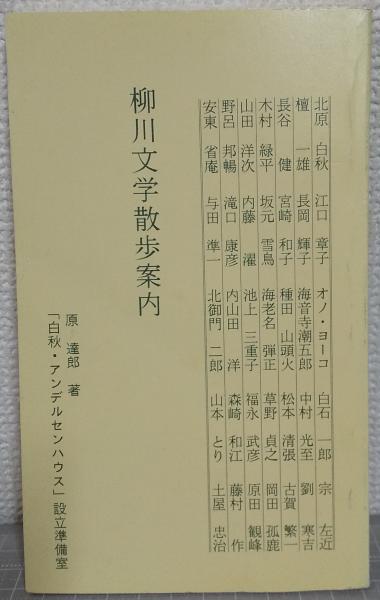 北原 白秋 江口 章子 オノ・ヨーコ 白石 一郎 宗 左近
檀 一雄 長岡 輝子 海音寺潮五郎 中村 光至 劉 寒吉
長谷 健 宮崎 和子 種田 山頭火 松本 清張 古賀 繁一
木村 緑平 坂元 雪鳥 海老名 弾正 草野 貞之 岡田 孤鹿
山田 洋次 内藤 濯 池上 三重子 福永 武彦 原田 観峰
野呂 邦暢 滝口 康彦 内山田 洋 森崎 和江 藤村 作
安東 省庵 与田 準一 北御門 二郎 山本 とり 土屋 忠治
柳川文学散歩案内
原 達郎 著
「白秋・アンデルセンハウス」設立準備室